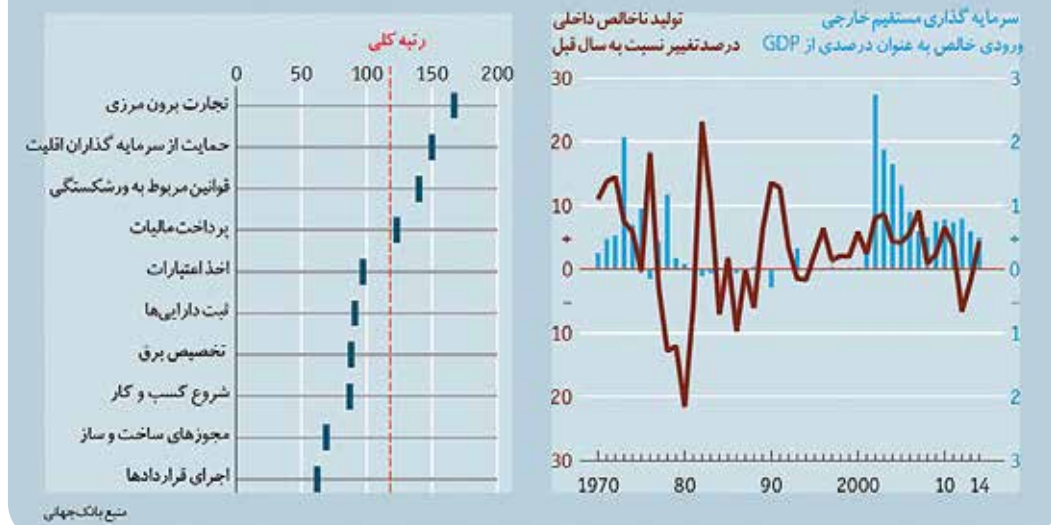 سرمایه گذاری مستقیم خارجی
ورودی خالص به عنوان درصدی از GDP
تولید ناخالص داخلی
درصد تغییر نسبت به سال قبل
30 3
20 2
10 1
+ +
0 0
– –
10 1
20 2
30 3
1970 80 90 2000 10 14
رتبه کلی
0 50 100 150 200
تجارت برون مرزی
حمایت از سرمایه گذاران اقلیت
قوانین مربوط به ورشکستگی
پرداخت مالیات
اخذ اعتبارات
ثبت دارایی‌ها
تخصیص برق
شروع کسب و کار
مجوزهای ساخت و ساز
اجرای قراردادها
منبع بانک‌جهانی